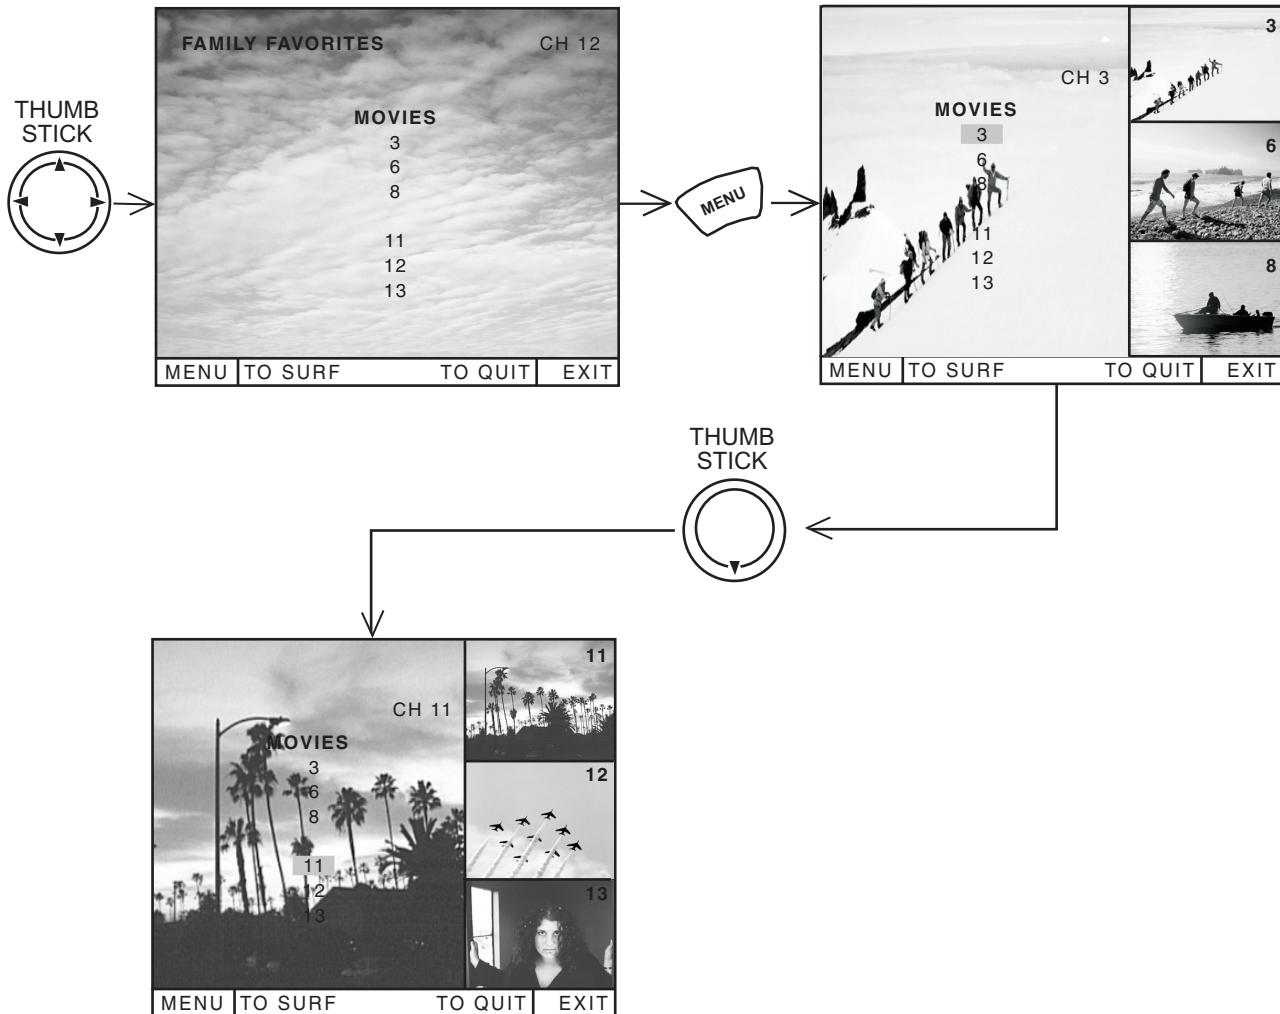 THUMB
STICK
FAMILY FAVORITES
CH 12
MOVIES
3
6
8
11
12
13
MENU
TO SURF
TO QUIT
EXIT
MENU
CH 3
MOVIES
3
6
8
11
12
13
3
6
8
MENU
TO SURF
TO QUIT
EXIT
THUMB
STICK
CH 11
MOVIES
3
6
8
11
12
13
11
12
13
MENU
TO SURF
TO QUIT
EXIT